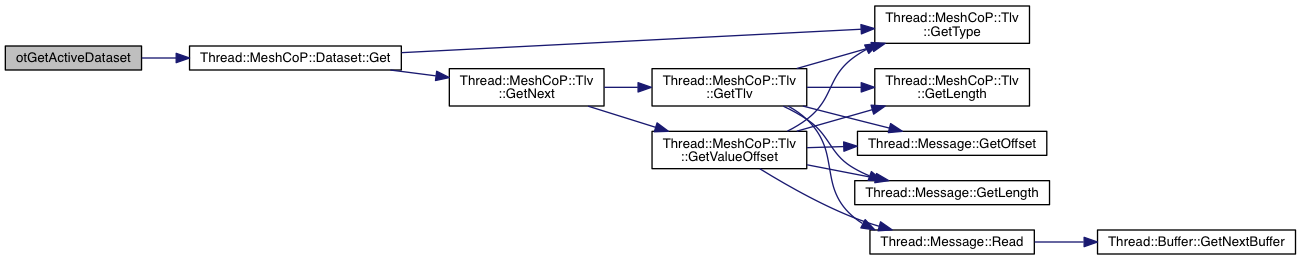 otGetActiveDataset
Thread::MeshCoP::Dataset::Get
Thread::MeshCoP::Tlv
::GetNext
Thread::MeshCoP::Tlv
::GetTlv
Thread::MeshCoP::Tlv
::GetValueOffset
Thread::MeshCoP::Tlv
::GetType
Thread::MeshCoP::Tlv
::GetLength
Thread::Message::GetOffset
Thread::Message::GetLength
Thread::Message::Read
Thread::Buffer::GetNextBuffer